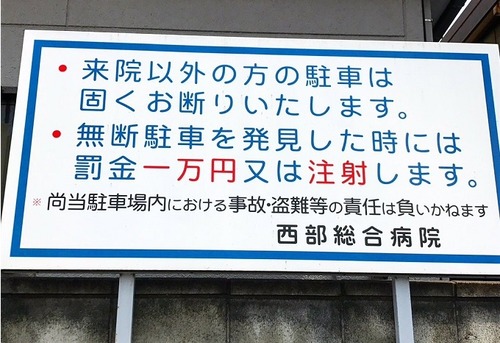 • 来院以外の方の駐車は
固くお断りいたします。
• 無断駐車を発見した時には
罰金一万円又は注射します。
※ 尚当駐車場内における事故・盗難等の責任は負いかねます
西部総合病院